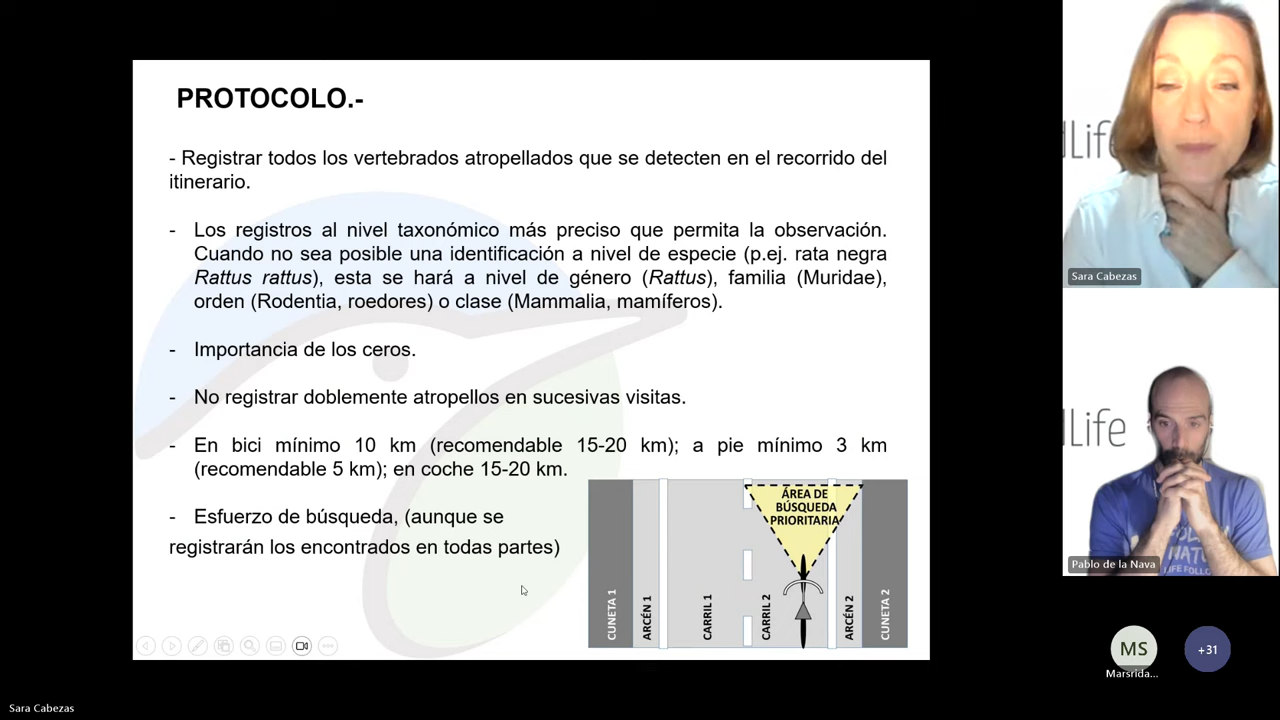 PROTOCOLO.-
- Registrar todos los vertebrados atropellados que se detecten en el recorrido del
itinerario.
- Los registros al nivel taxonómico más preciso que permita la observación.
Cuando no sea posible una identificación a nivel de especie (p.ej. rata negra
Rattus rattus), esta se hará a nivel de género (Rattus), familia (Muridae),
orden (Rodentia, roedores) o clase (Mammalia, mamíferos).
- Importancia de los ceros.
- No registrar doblemente atropellos en sucesivas visitas.
- En bici mínimo 10 km (recomendable 15-20 km); a pie mínimo 3 km
(recomendable 5 km); en coche 15-20 km.
- Esfuerzo de búsqueda, (aunque se
registrarán los encontrados en todas partes)
ÁREA DE
BÚSQUEDA
PRIORITARIA
CUNETA 1
ARCÉN 1
CARRIL 1
CARRIL 2
ARCÉN 2
CUNETA 2
dLife
Sara Cabezas
dLife
Pablo de la Nava
MS
+31
Marsrida...
Sara Cabezas